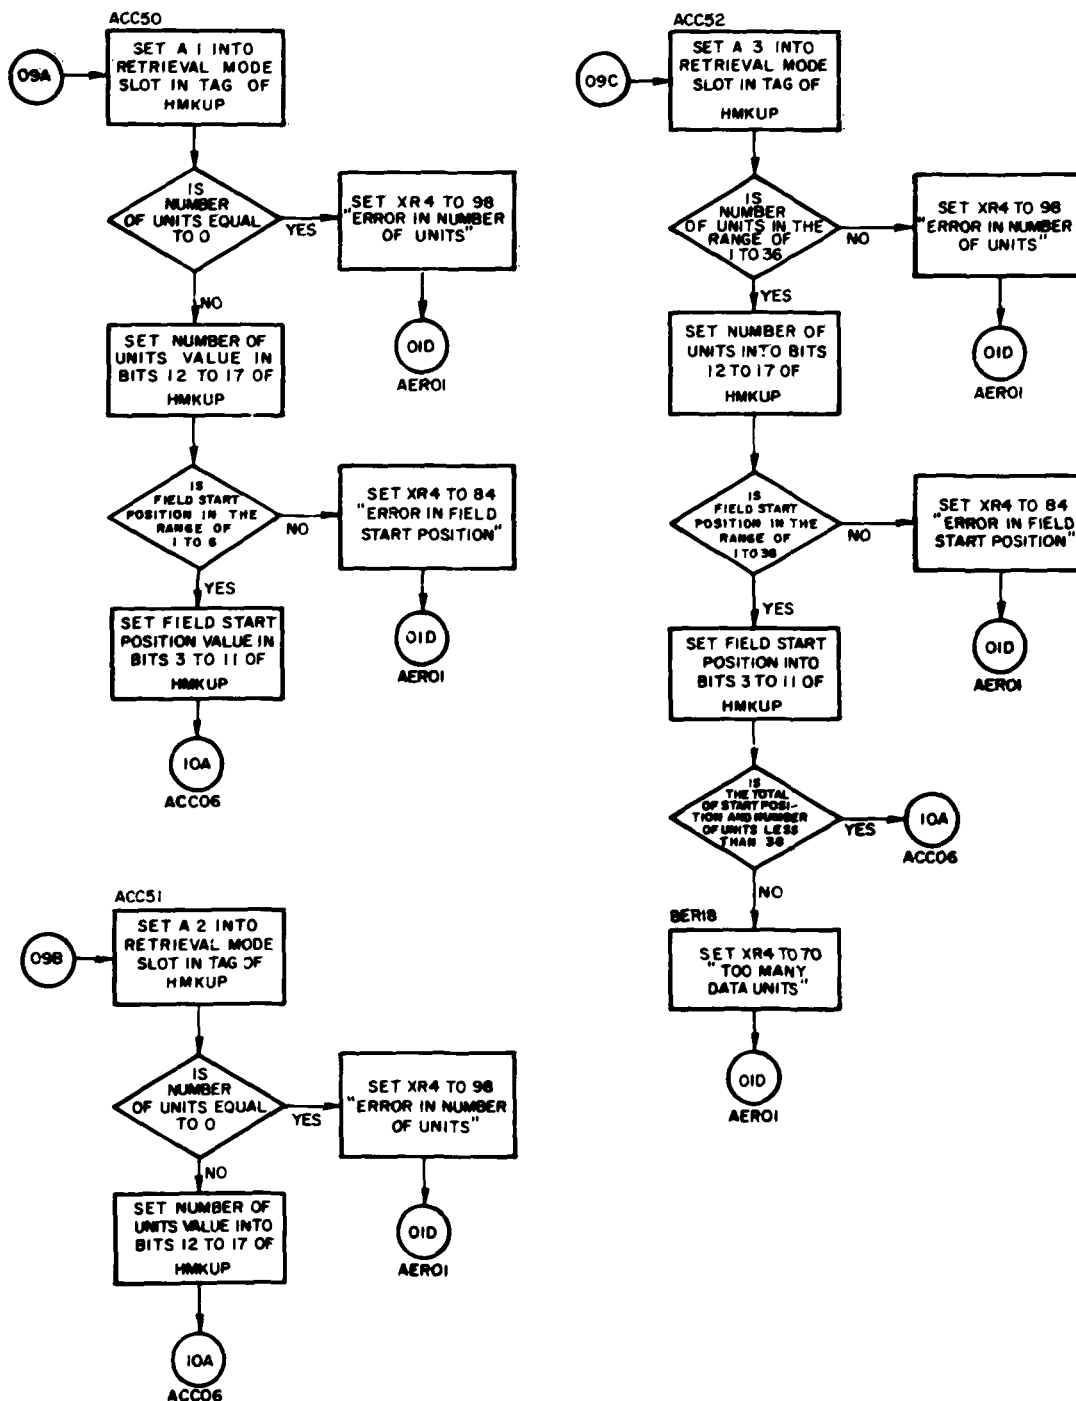 ACC50
09A
SET A 1 INTO
RETRIEVAL MODE
SLOT IN TAG OF
HMKUP
IS
NUMBER
OF UNITS EQUAL
TO 0
YES
SET XR4 TO 98
"ERROR IN NUMBER
OF UNITS"
01D
AER01
NO
SET NUMBER OF
UNITS VALUE IN
BITS 12 TO 17 OF
HMKUP
IS
FIELD START
POSITION IN THE
RANGE OF
1 TO 6
NO
SET XR4 TO 84
"ERROR IN FIELD
START POSITION"
01D
AER01
YES
SET FIELD START
POSITION VALUE IN
BITS 3 TO 11 OF
HMKUP
10A
ACC06
ACC51
09B
SET A 2 INTO
RETRIEVAL MODE
SLOT IN TAG OF
HMKUP
IS
NUMBER
OF UNITS EQUAL
TO 0
YES
SET XR4 TO 98
"ERROR IN NUMBER
OF UNITS"
01D
AER01
NO
SET NUMBER OF
UNITS VALUE INTO
BITS 12 TO 17 OF
HMKUP
10A
ACC06
ACC52
09C
SET A 3 INTO
RETRIEVAL MODE
SLOT IN TAG OF
HMKUP
IS
NUMBER
OF UNITS IN THE
RANGE OF
1 TO 36
NO
SET XR4 TO 98
"ERROR IN NUMBER
OF UNITS"
01D
AER01
YES
SET NUMBER OF
UNITS INTO BITS
12 TO 17 OF
HMKUP
IS
FIELD START
POSITION IN THE
RANGE OF
1 TO 36
NO
SET XR4 TO 84
"ERROR IN FIELD
START POSITION"
01D
AER01
YES
SET FIELD START
POSITION INTO
BITS 3 TO 11 OF
HMKUP
IS
THE TOTAL
OF START POSI-
TION AND NUMBER
OF UNITS LESS
THAN 36
YES
10A
ACC06
NO
BER18
SET XR4 TO 70
"TOO MANY
DATA UNITS"
01D
AER01